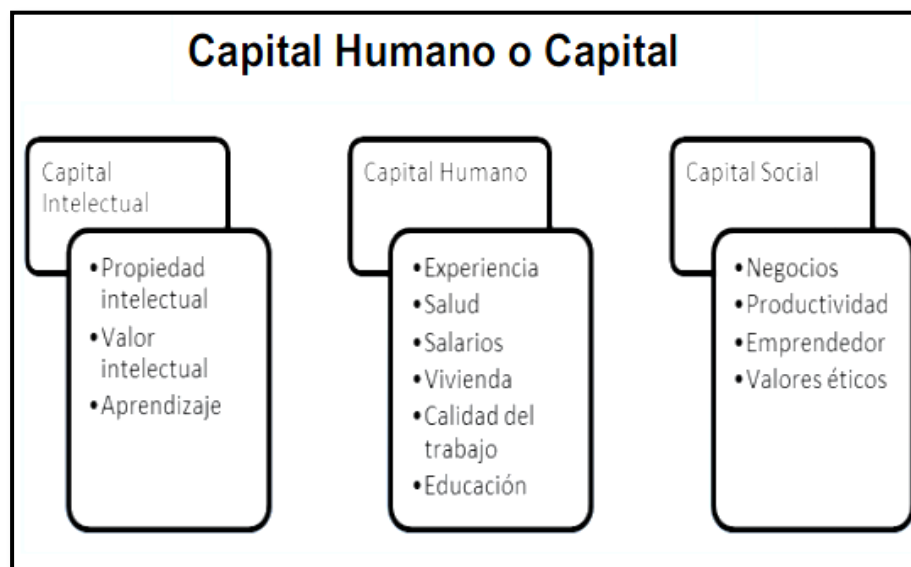 Capital Humano o Capital
Capital
Intelectual
•Propiedad
intelectual
•Valor
intelectual
•Aprendizaje
Capital Humano
•Experiencia
•Salud
•Salarios
•Vivienda
•Calidad del
trabajo
•Educación
Capital Social
•Negocios
•Productividad
•Emprendedor
•Valores éticos